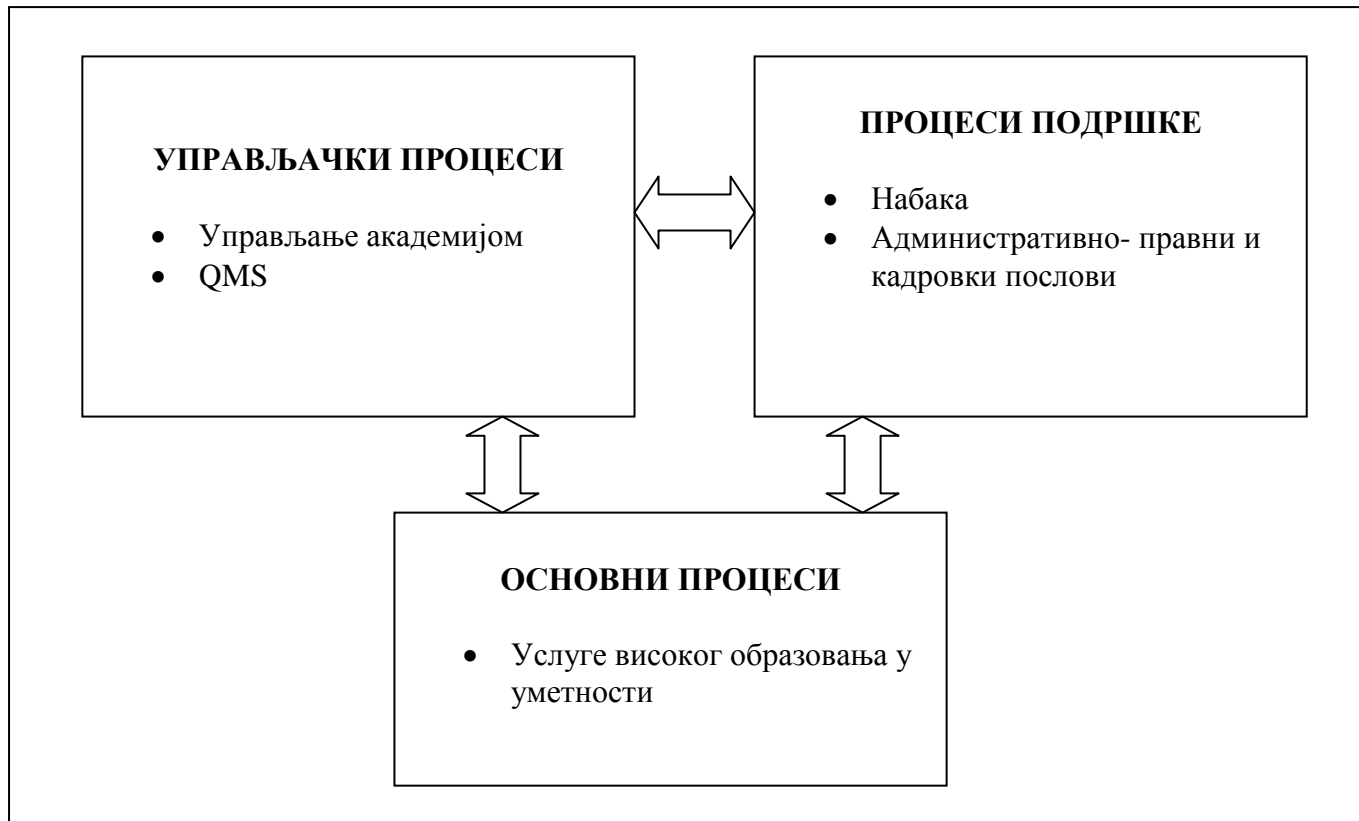 УПРАВЉАЧКИ ПРОЦЕСИ
• Управљање академијом
• QMS
ПРОЦЕСИ ПОДРШКЕ
• Набака
• Административно- правни и
кадровки послови
ОСНОВНИ ПРОЦЕСИ
• Услуге високог образовања у
уметности